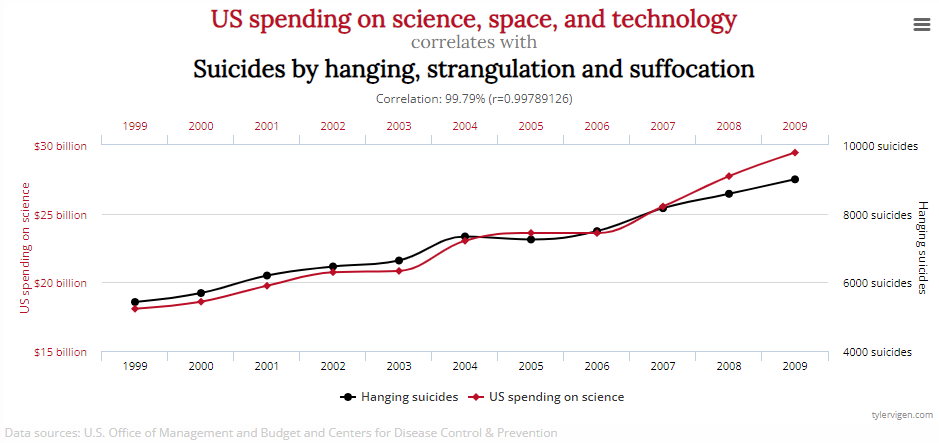 US spending on science, space, and technology
correlates with
Suicides by hanging, strangulation and suffocation
Correlation: 99.79% (r=0.99789126)
1999 2000 2001 2002 2003 2004 2005 2006 2007 2008 2009
US spending on science
$30 billion
$25 billion
$20 billion
$15 billion
Hanging suicides
10000 suicides
8000 suicides
6000 suicides
4000 suicides
1999 2000 2001 2002 2003 2004 2005 2006 2007 2008 2009
Hanging suicides US spending on science
tylervigen.com
Data sources: U.S. Office of Management and Budget and Centers for Disease Control & Prevention